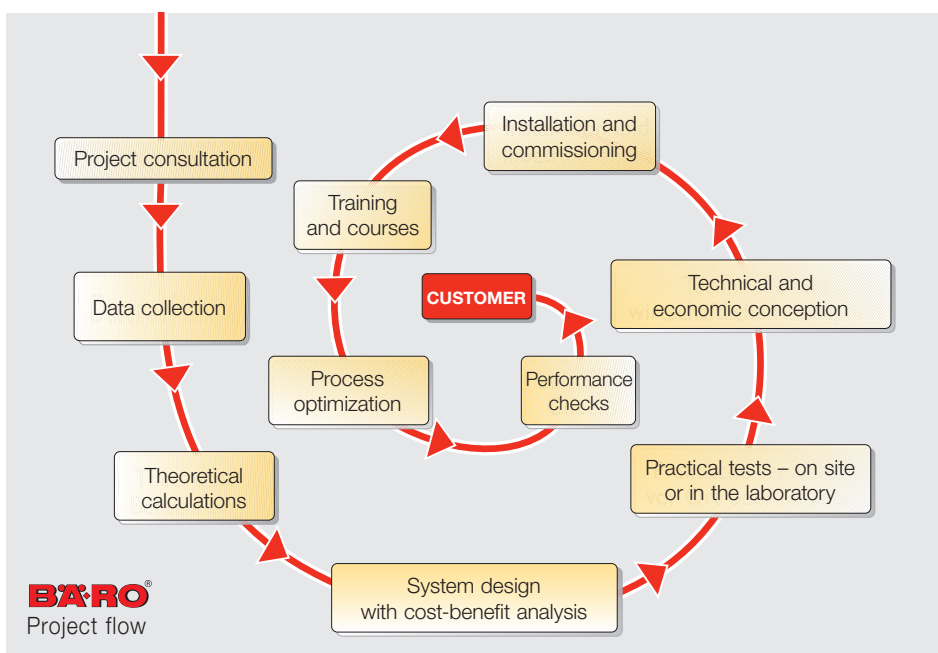 Project consultation
Data collection
Theoretical
calculations
System design
with cost-benefit analysis
Practical tests – on site
or in the laboratory
Technical and
economic conception
Installation and
commissioning
Training
and courses
Process
optimization
Performance
checks
CUSTOMER
BÄRO®
Project flow